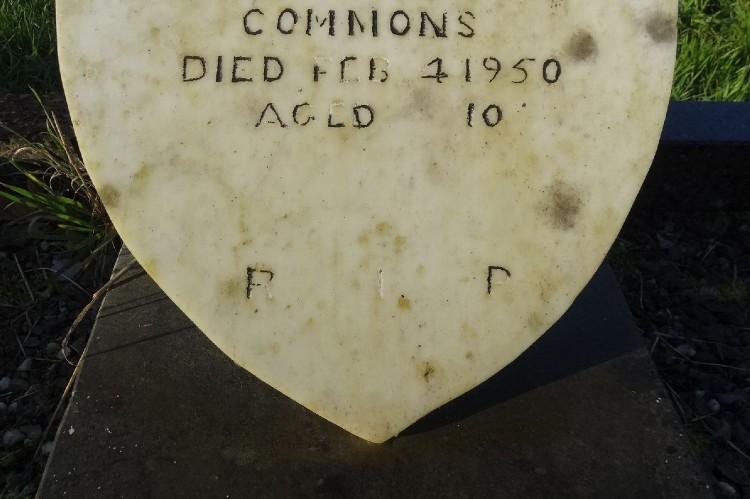 COMMONS
DIED FEB 4 1950
AGED 10
R I P